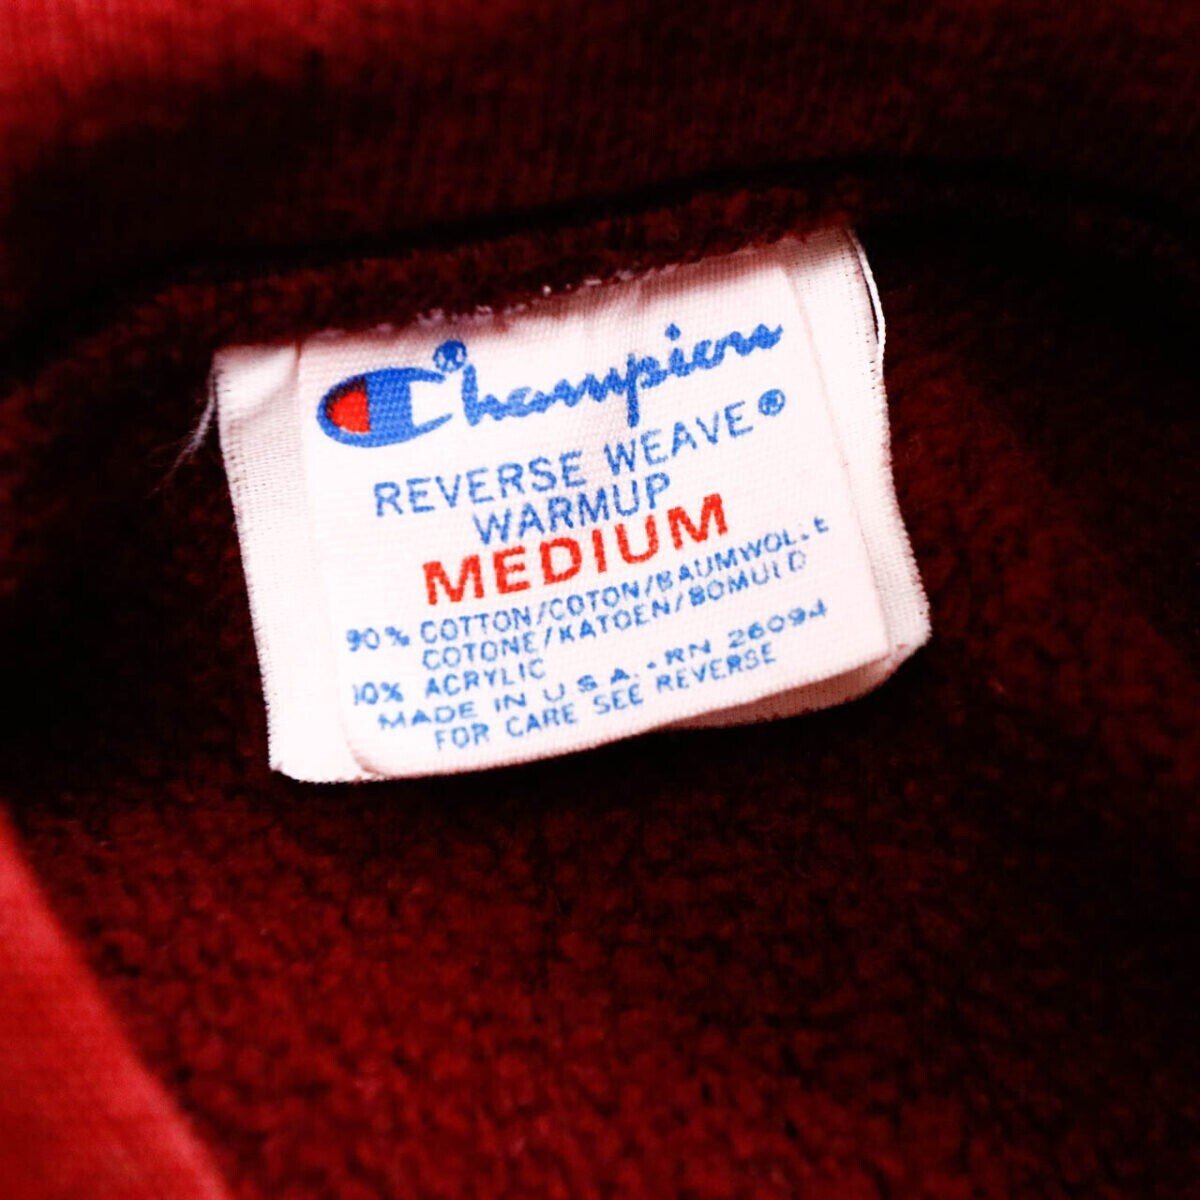 Champion®
REVERSE WEAVE®
WARMUP
MEDIUM
90% COTTON/COTON/BAUMWOLLE
COTONE/KATOEN/BOMULD
10% ACRYLIC
MADE IN U.S.A. · RN 26094
FOR CARE SEE REVERSE